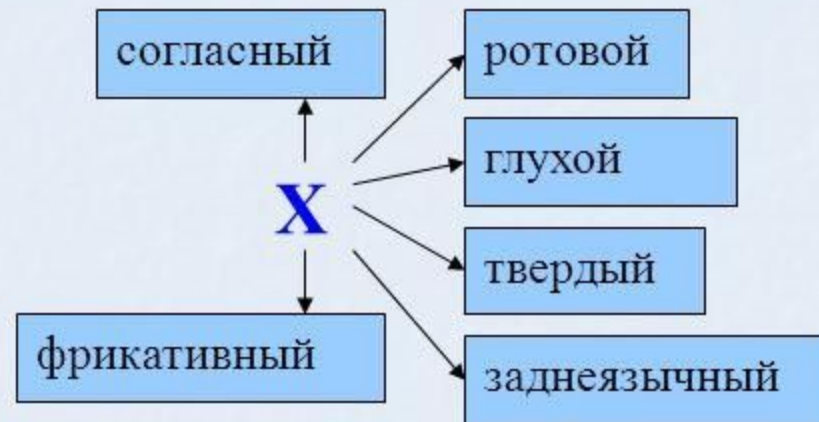 согласный
ротовой
глухой
Х
твердый
фрикативный
заднеязычный